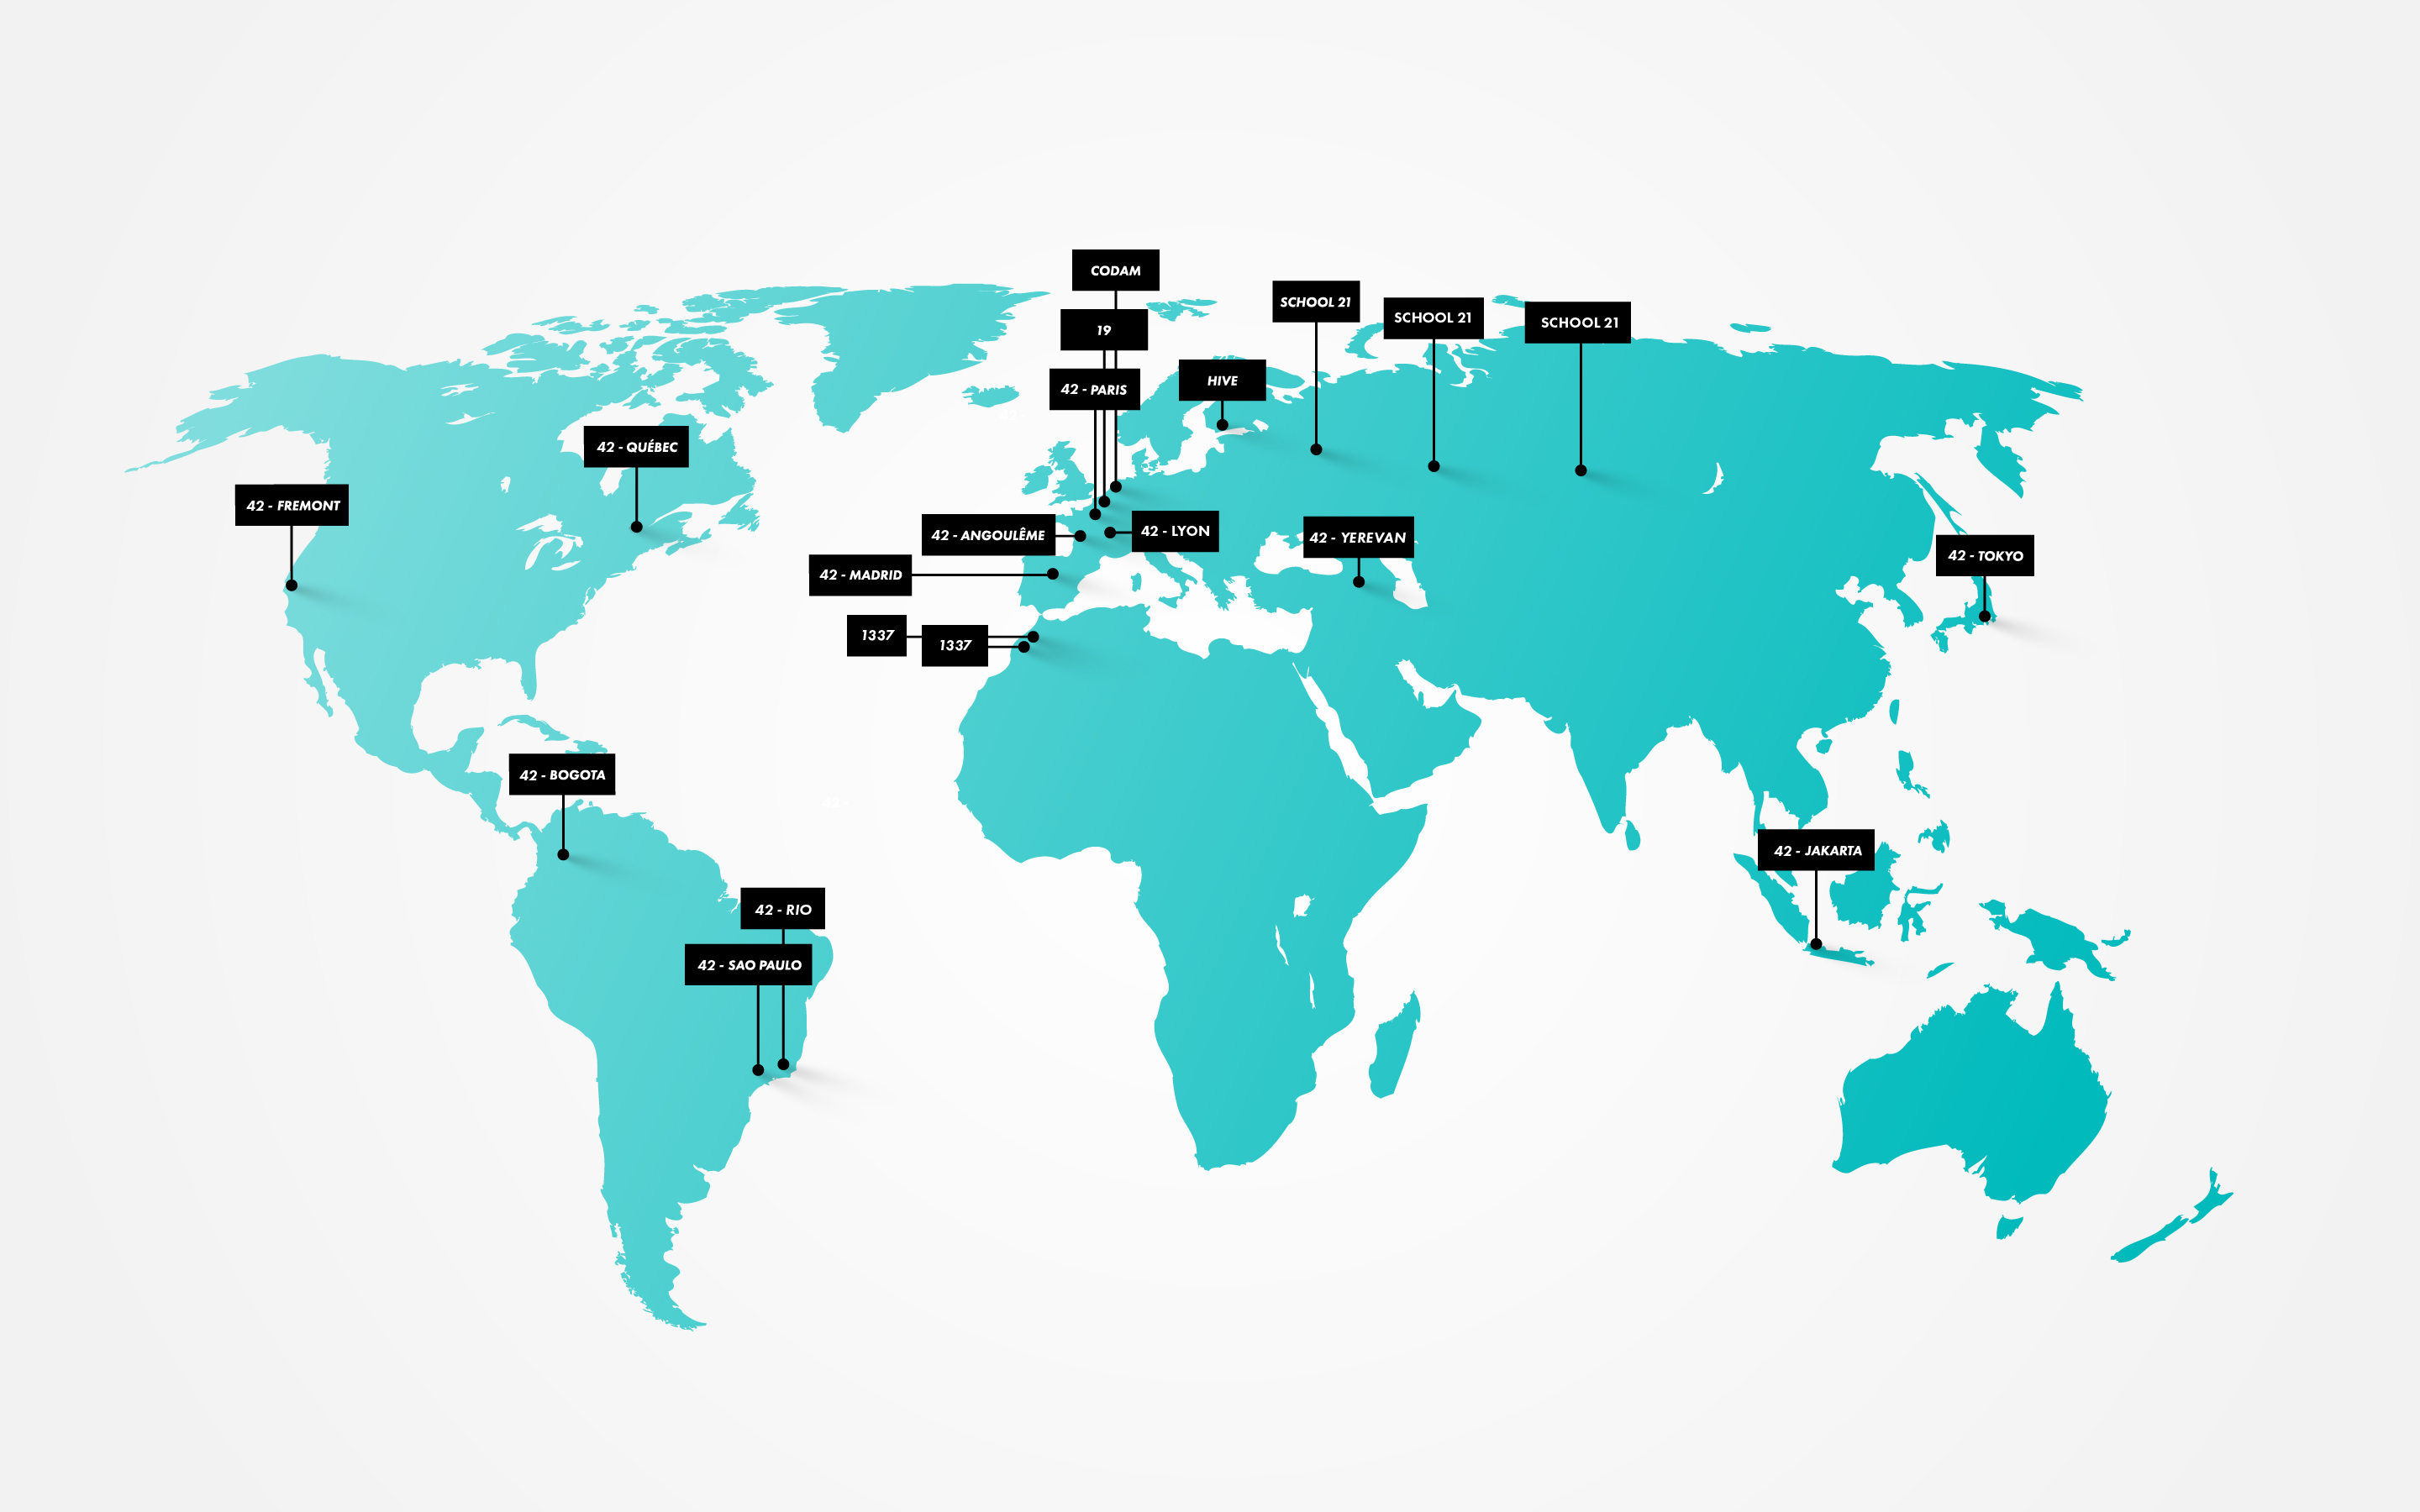 CODAM
SCHOOL 21
SCHOOL 21
SCHOOL 21
19
HIVE
42 - PARIS
42 - QUÉBEC
42 - FREMONT
42 - ANGOULÊME
42 - LYON
42 - YEREVAN
42 - TOKYO
42 - MADRID
1337
1337
42 - BOGOTA
42 -
42 - JAKARTA
42 - RIO
42 - SAO PAULO